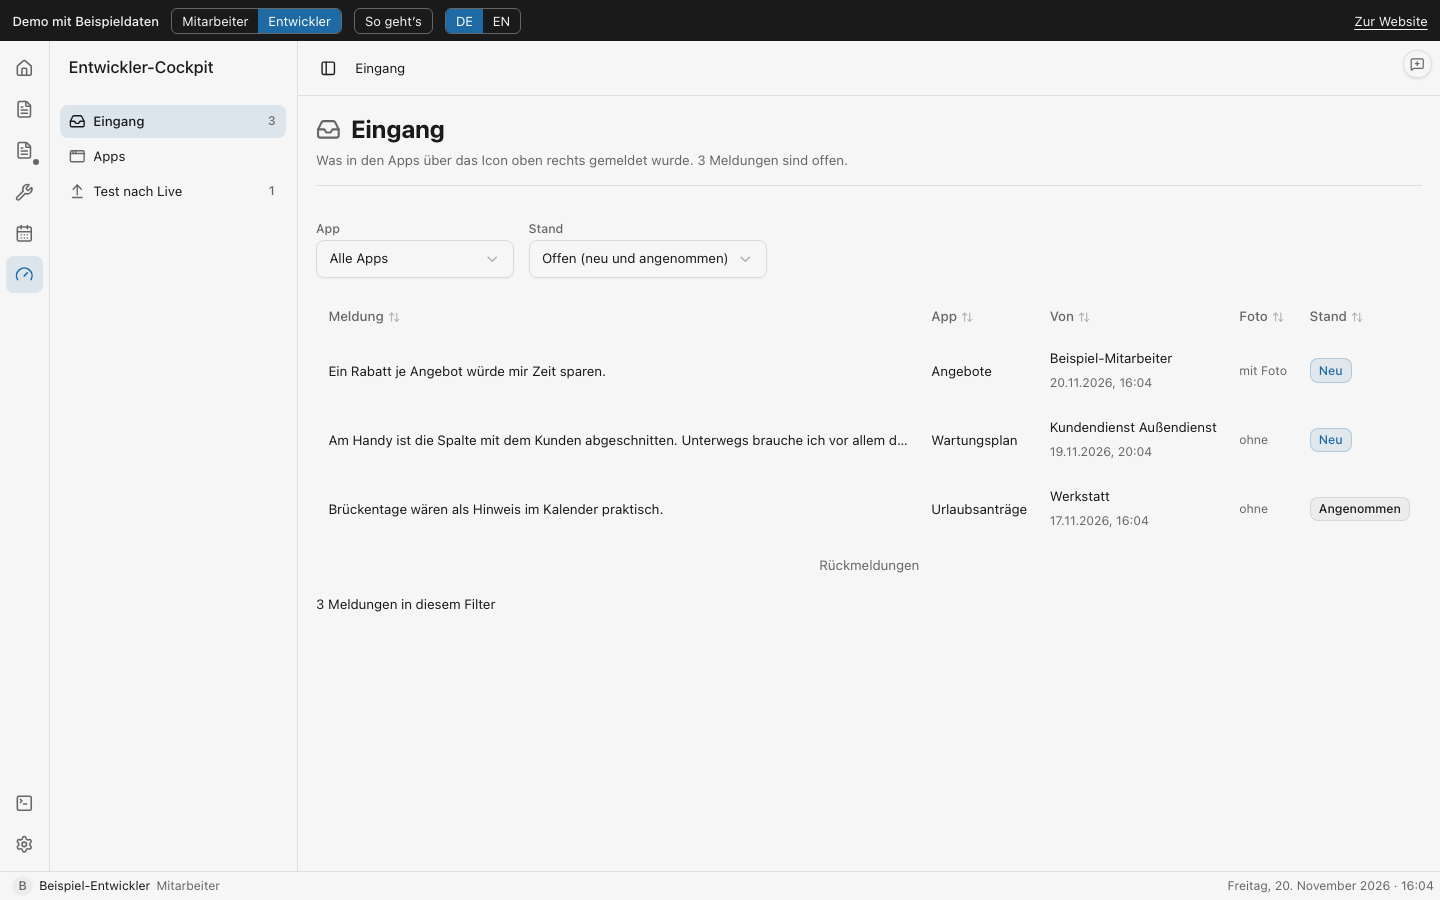 Demo mit Beispieldaten Mitarbeiter Entwickler So geht's DE EN Zur Website
Entwickler-Cockpit
Eingang 3
Apps
Test nach Live 1
Eingang
Eingang
Was in den Apps über das Icon oben rechts gemeldet wurde. 3 Meldungen sind offen.
App Stand
Alle Apps Offen (neu und angenommen)
Meldung App Von Foto Stand
Ein Rabatt je Angebot würde mir Zeit sparen. Angebote Beispiel-Mitarbeiter 20.11.2026, 16:04 mit Foto Neu
Am Handy ist die Spalte mit dem Kunden abgeschnitten. Unterwegs brauche ich vor allem d... Wartungsplan Kundendienst Außendienst 19.11.2026, 20:04 ohne Neu
Brückentage wären als Hinweis im Kalender praktisch. Urlaubsanträge Werkstatt 17.11.2026, 16:04 ohne Angenommen
Rückmeldungen
3 Meldungen in diesem Filter
B Beispiel-Entwickler Mitarbeiter Freitag, 20. November 2026 · 16:04